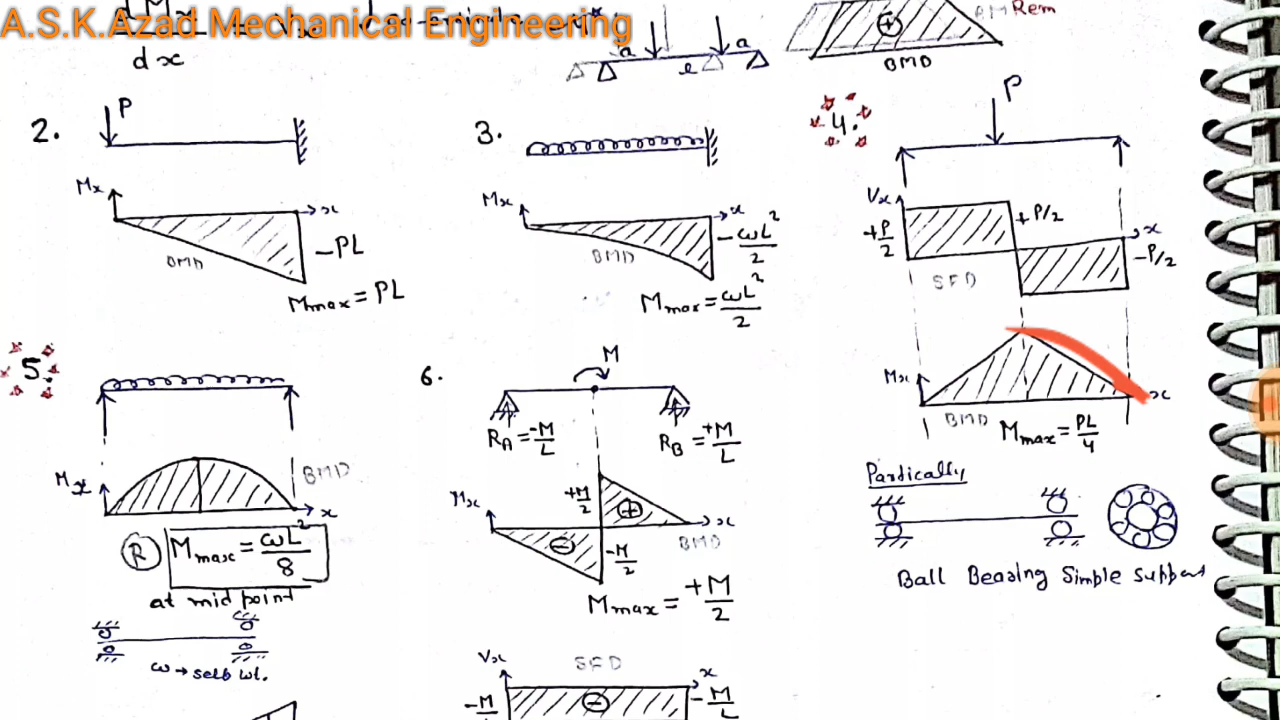 A.S.K.Azad Mechanical Engineering
dx
a
a
l
Rem
BMD
2.
P
Mx
x
BMD
-PL
Mmax = PL
3.
Mx
x
BMD
-ωL²/2
Mmax = ωL²/2
4.
P
Vx
+P/2
+P/2
x
-P/2
SFD
Mx
x
BMD
Mmax = PL/4
Pardically
Ball Bearing Simple Support
5.
Mx
BMD
x
(R) Mmax = ωL²/8
at mid point
ω → self wt.
6.
M
RA = -M/L
RB = +M/L
Mx
+M/2
+
x
-
-M/2
BMD
Mmax = +M/2
SFD
Vx
x
-M/L
-
-M/L